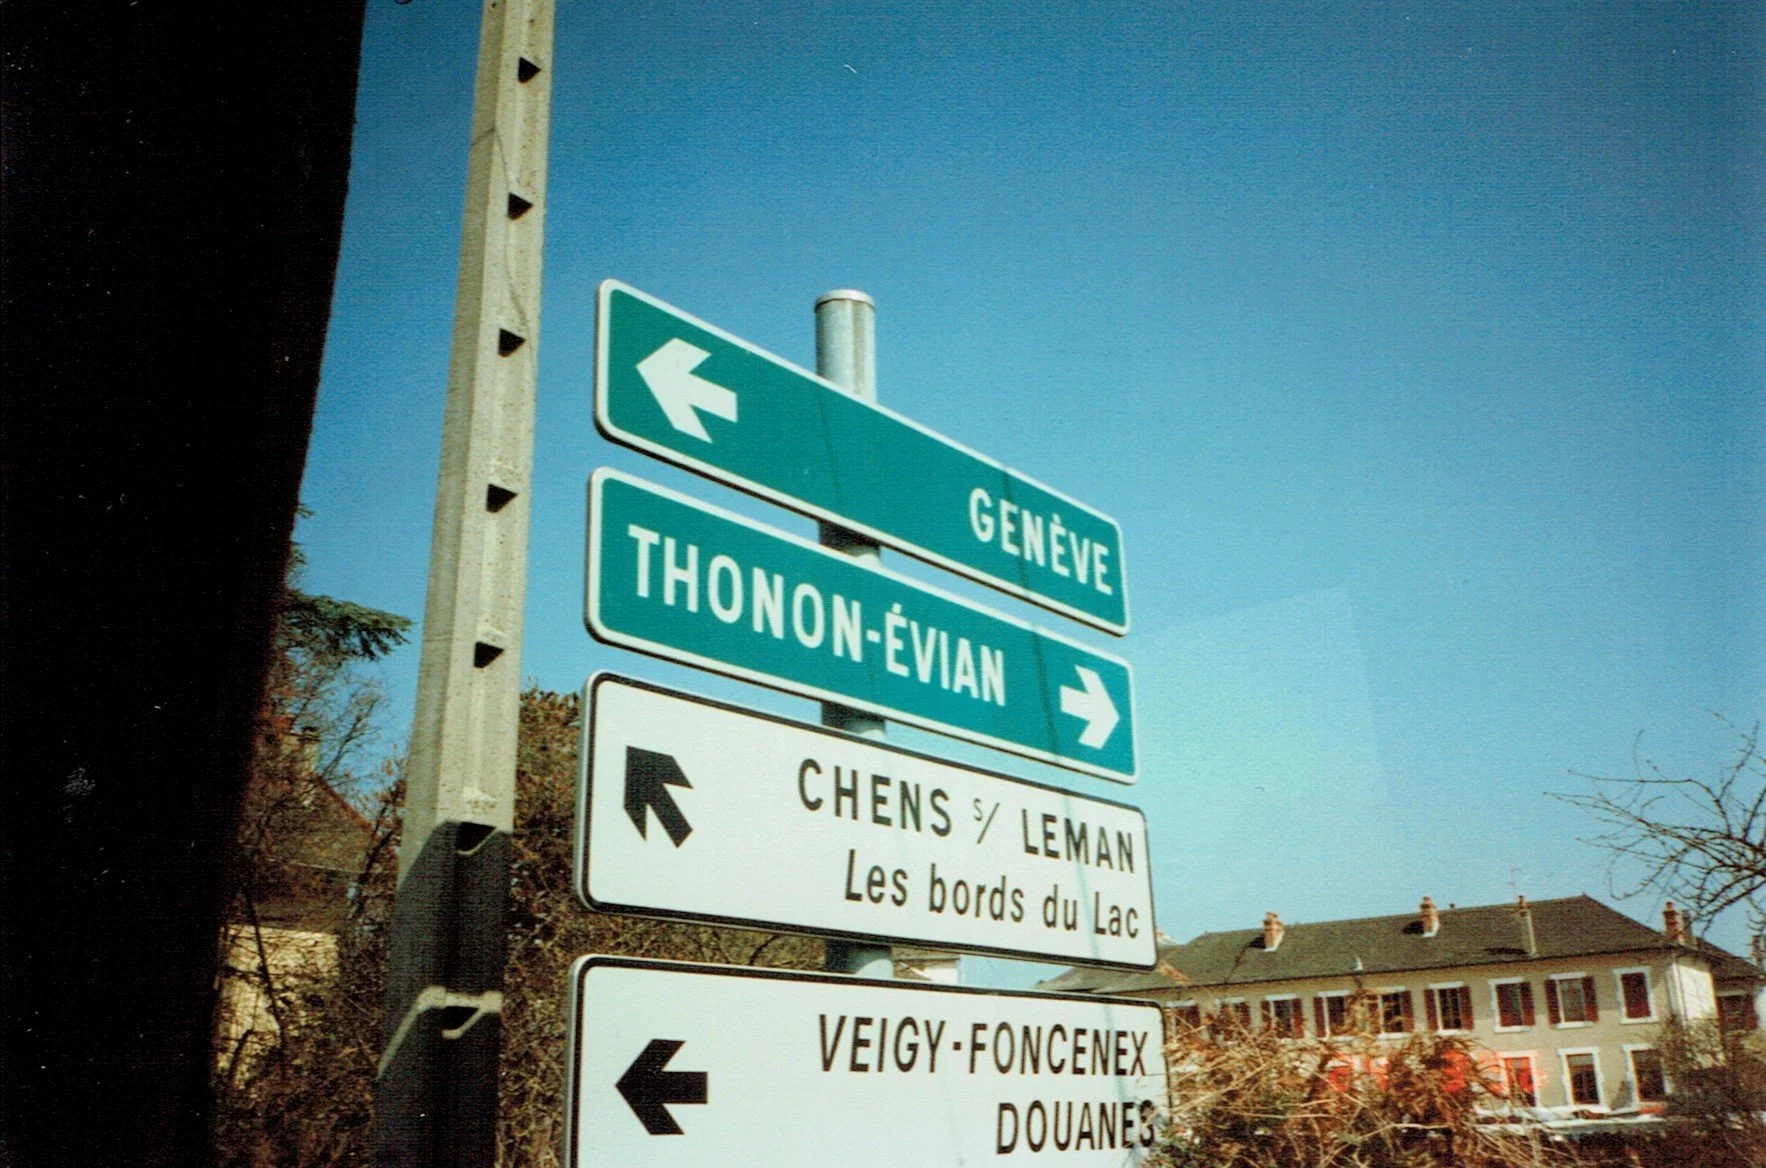 GENÈVE
THONON-ÉVIAN
CHENS s/ LEMAN
Les bords du Lac
VEIGY-FONCENEX
DOUANES